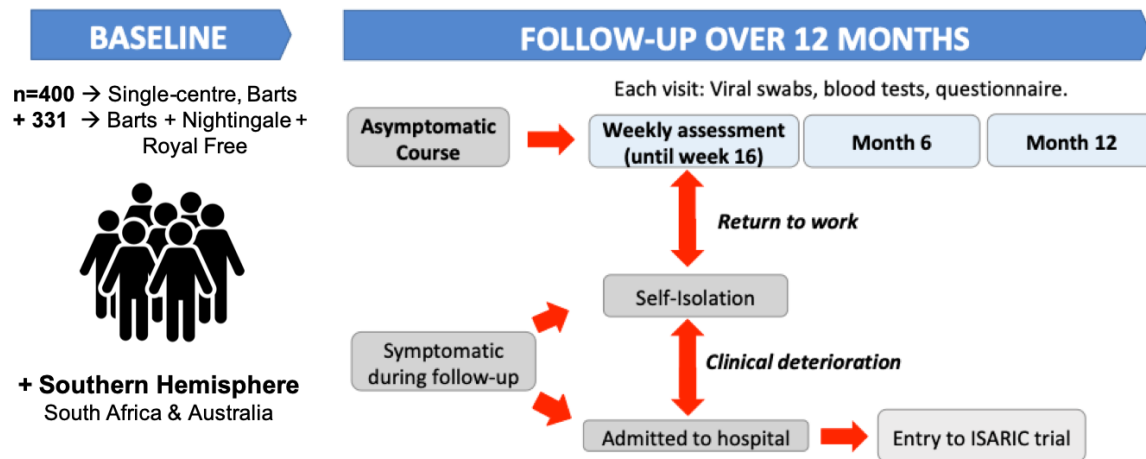 BASELINE
n=400 → Single-centre, Barts
+ 331 → Barts + Nightingale +
Royal Free
+ Southern Hemisphere
South Africa & Australia
FOLLOW-UP OVER 12 MONTHS
Each visit: Viral swabs, blood tests, questionnaire.
Asymptomatic
Course
Weekly assessment
(until week 16)
Month 6
Month 12
Return to work
Self-Isolation
Symptomatic
during follow-up
Clinical deterioration
Admitted to hospital
Entry to ISARIC trial